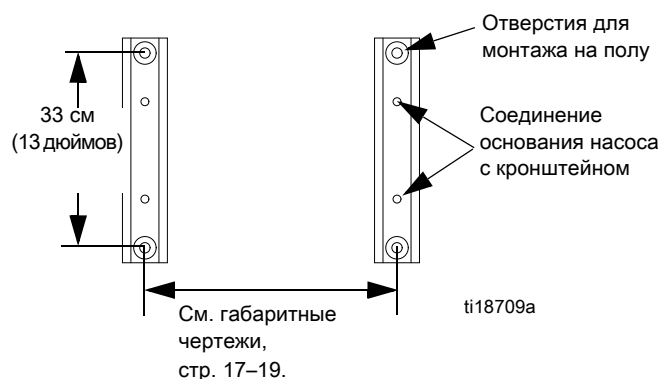 Отверстия для
монтажа на полу
33 см
(13 дюймов)
Соединение
основания насоса
с кронштейном
См. габаритные
чертежи,
стр. 17–19.
ti18709a